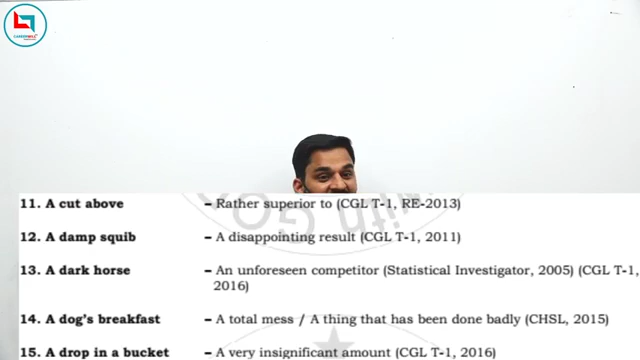 CAREERWILL
11. A cut above – Rather superior to (CGL T-1, RE-2013)
12. A damp squib – A disappointing result (CGL T-1, 2011)
13. A dark horse – An unforeseen competitor (Statistical Investigator, 2005) (CGL T-1,
2016)
14. A dog's breakfast – A total mess / A thing that has been done badly (CHSL, 2015)
15. A drop in a bucket – A very insignificant amount (CGL T-1, 2016)